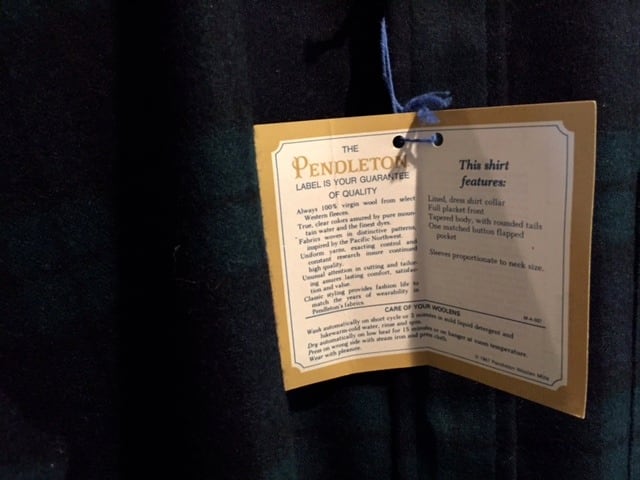 THE
PENDLETON
LABEL IS YOUR GUARANTEE
OF QUALITY
Always 100% virgin wool from select
Western fleeces.
True, clear colors assured by pure moun-
tain water and the finest dyes.
Fabrics woven in distinctive patterns,
inspired by the Pacific Northwest.
Uniform yarns, exacting control and
constant research insure continued
high quality.
Unusual attention in cutting and tailor-
ing assures lasting comfort, satisfac-
tion and value.
Classic styling provides fashion life to
match the years of wearability in
Pendleton's fabrics.
This shirt
features:
Lined, dress shirt collar
Full placket front
Tapered body, with rounded tails
One matched button flapped
pocket
Sleeves proportionate to neck size.
CARE OF YOUR WOOLENS
Wash automatically on short cycle or 2 minutes in mild liquid detergent and
lukewarm-cold water, rinse and spin.
Dry automatically on low heat for 15 minutes or on hanger at room temperature.
Press on wrong side with steam iron and press cloth.
Wear with pleasure.
Pendleton Woolen Mills